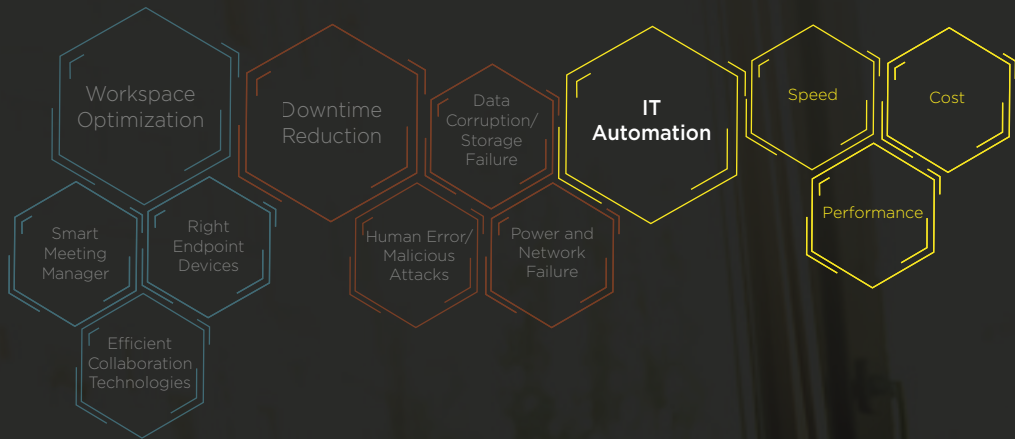 Workspace
Optimization
Smart
Meeting
Manager
Right
Endpoint
Devices
Efficient
Collaboration
Technologies
Downtime
Reduction
Data
Corruption/
Storage
Failure
Human Error/
Malicious
Attacks
Power and
Network
Failure
IT
Automation
Speed
Cost
Performance